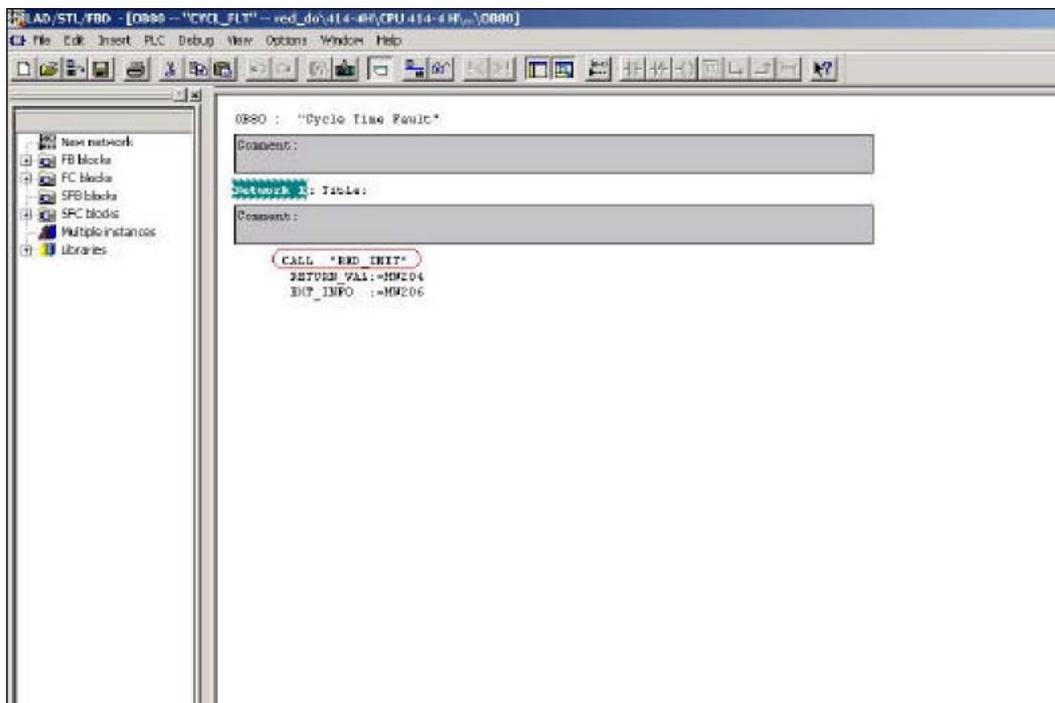 LAD/STL/FBD - [OB80 -- "CYCL_FLT" -- red_do\414-4H\CPU 414-4 H\...\OB80]
File Edit Insert PLC Debug View Options Window Help
New network
FB blocks
FC blocks
SFB blocks
SFC blocks
Multiple instances
Libraries
OB80 : "Cycle Time Fault"
Comment:
Network 1: Title:
Comment:
CALL "RED_INIT"
RETURN_VAL:=MW204
EXT_INFO :=MW206